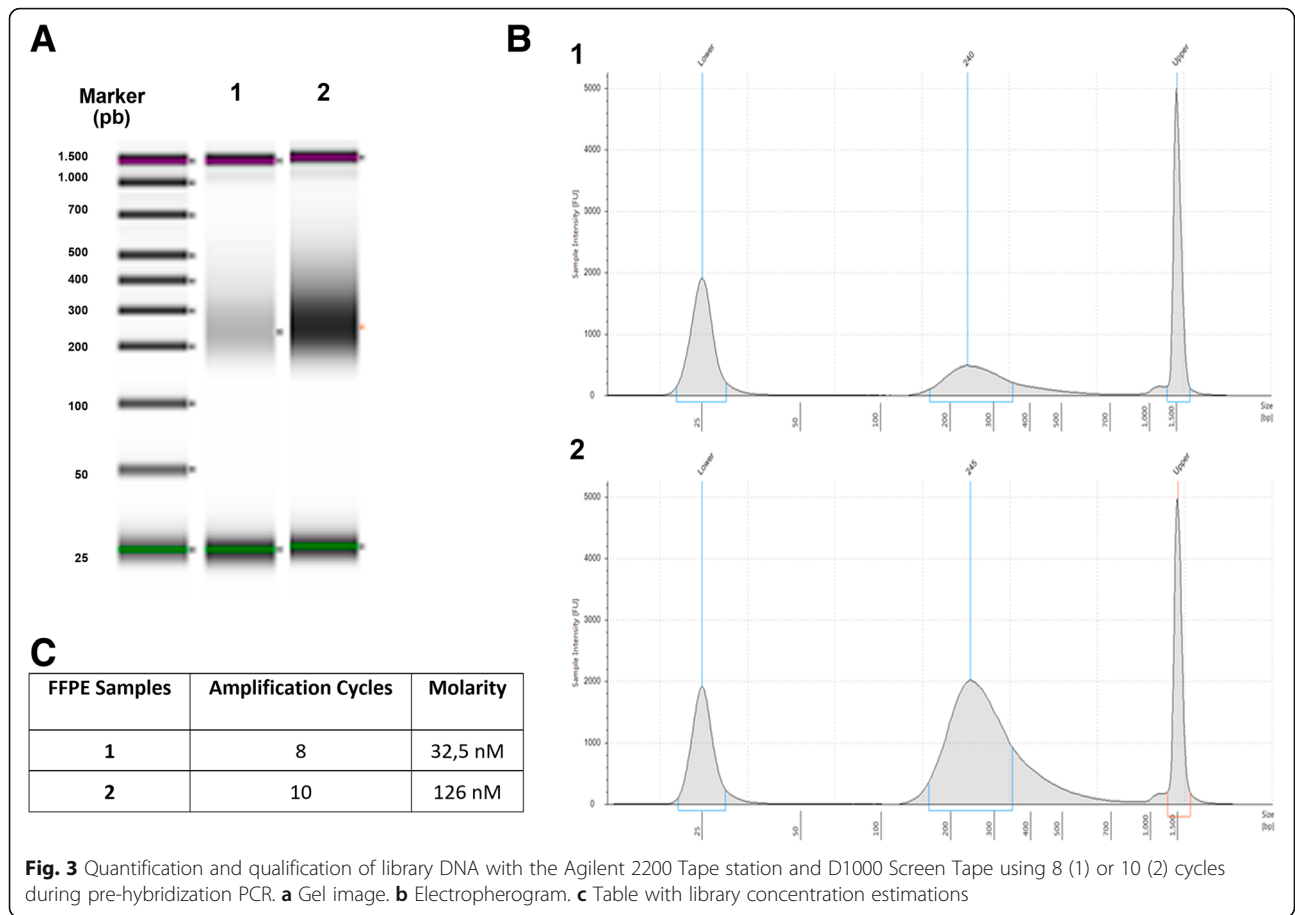 A
Marker
(pb)
1
2
1.500
1.000
700
500
400
300
200
100
50
25
B
1
Lower
240
Upper
Sample Intensity [FU]
5000
4000
3000
2000
1000
0
25
50
100
200
300
400
500
700
1.000
1.500
Size
[bp]
2
Lower
245
Upper
Sample Intensity [FU]
5000
4000
3000
2000
1000
0
25
50
100
200
300
400
500
700
1.000
1.500
Size
[bp]
C
FFPE Samples Amplification Cycles Molarity
1 8 32,5 nM
2 10 126 nM
Fig. 3 Quantification and qualification of library DNA with the Agilent 2200 Tape station and D1000 Screen Tape using 8 (1) or 10 (2) cycles
during pre-hybridization PCR. a Gel image. b Electropherogram. c Table with library concentration estimations